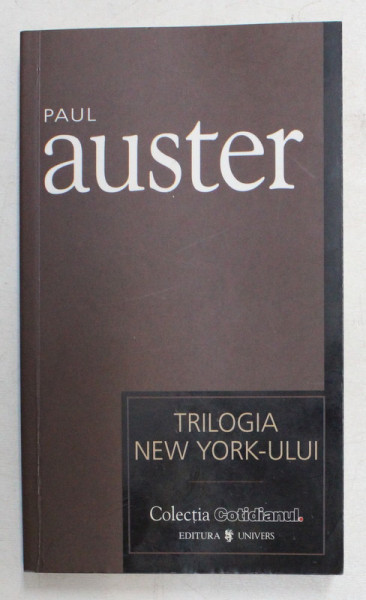 PAUL
auster
TRILOGIA
NEW YORK-ULUI
Colecția Cotidianul.
EDITURA UNIVERS